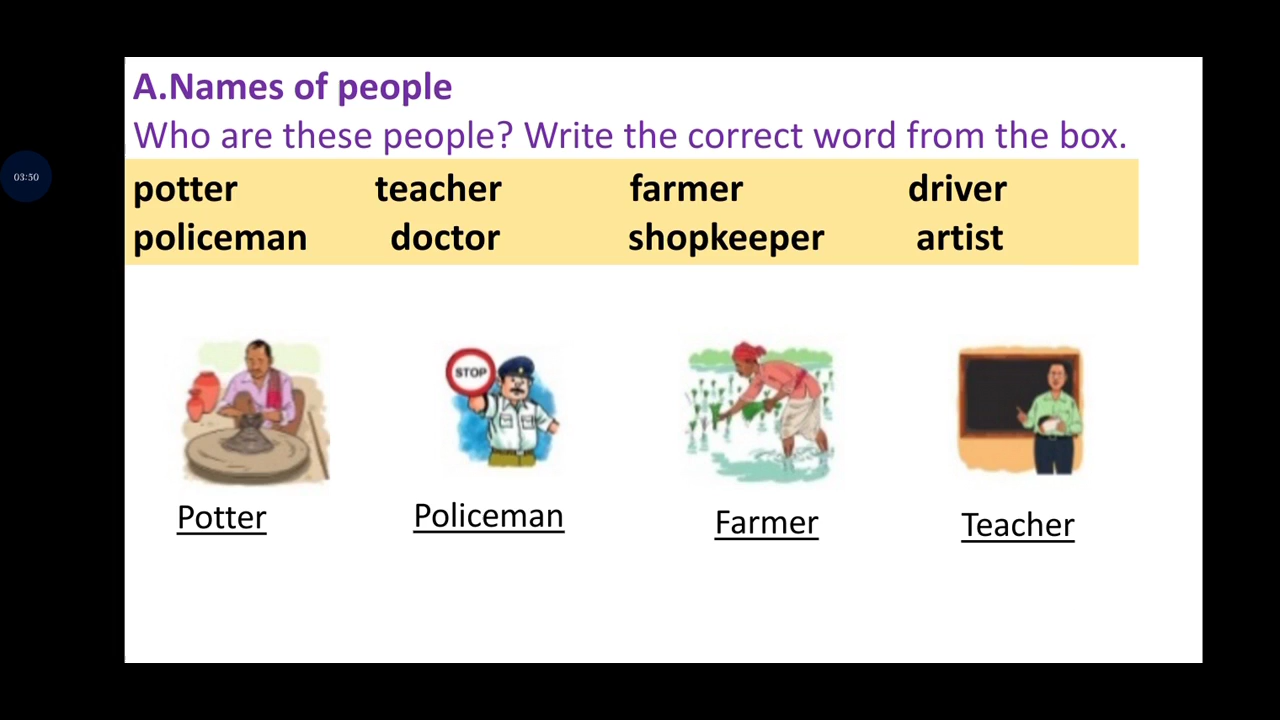 A.Names of people
Who are these people? Write the correct word from the box.
potter teacher farmer driver
policeman doctor shopkeeper artist
03:50
STOP
Potter Policeman Farmer Teacher